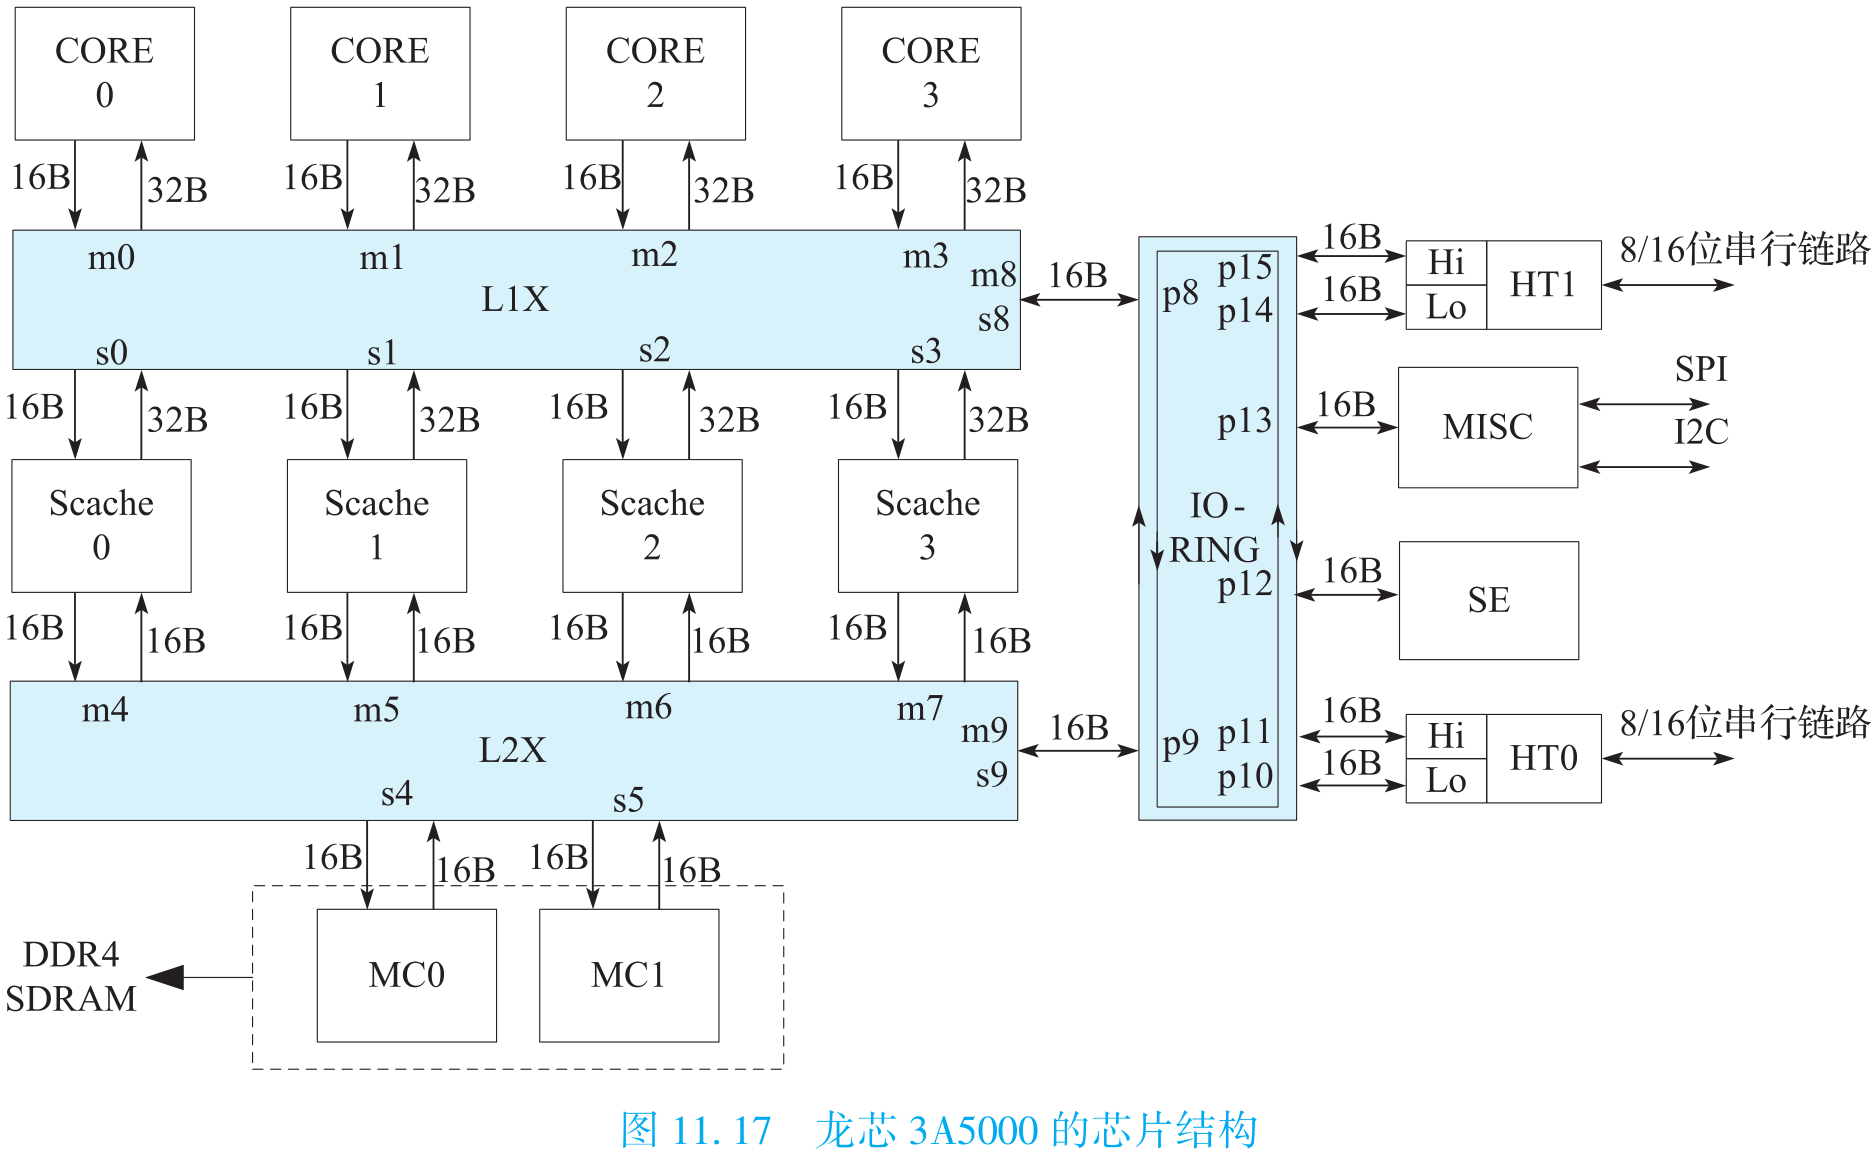 CORE
0
CORE
1
CORE
2
CORE
3
16B
32B
16B
32B
16B
32B
16B
32B
m0
m1
m2
m3
m8
L1X
s8
s0
s1
s2
s3
16B
16B
32B
16B
32B
16B
32B
16B
32B
Scache
0
Scache
1
Scache
2
Scache
3
16B
16B
16B
16B
16B
16B
16B
16B
m4
m5
m6
m7
m9
L2X
s9
s4
s5
16B
16B
16B
16B
16B
MC0
MC1
DDR4
SDRAM
p8
p15
p14
p13
IO-
RING
p12
p9
p11
p10
16B
Hi
16B
Lo
HT1
8/16位串行链路
16B
MISC
SPI
I2C
16B
SE
16B
Hi
16B
Lo
HT0
8/16位串行链路
图 11.17 龙芯 3A5000 的芯片结构